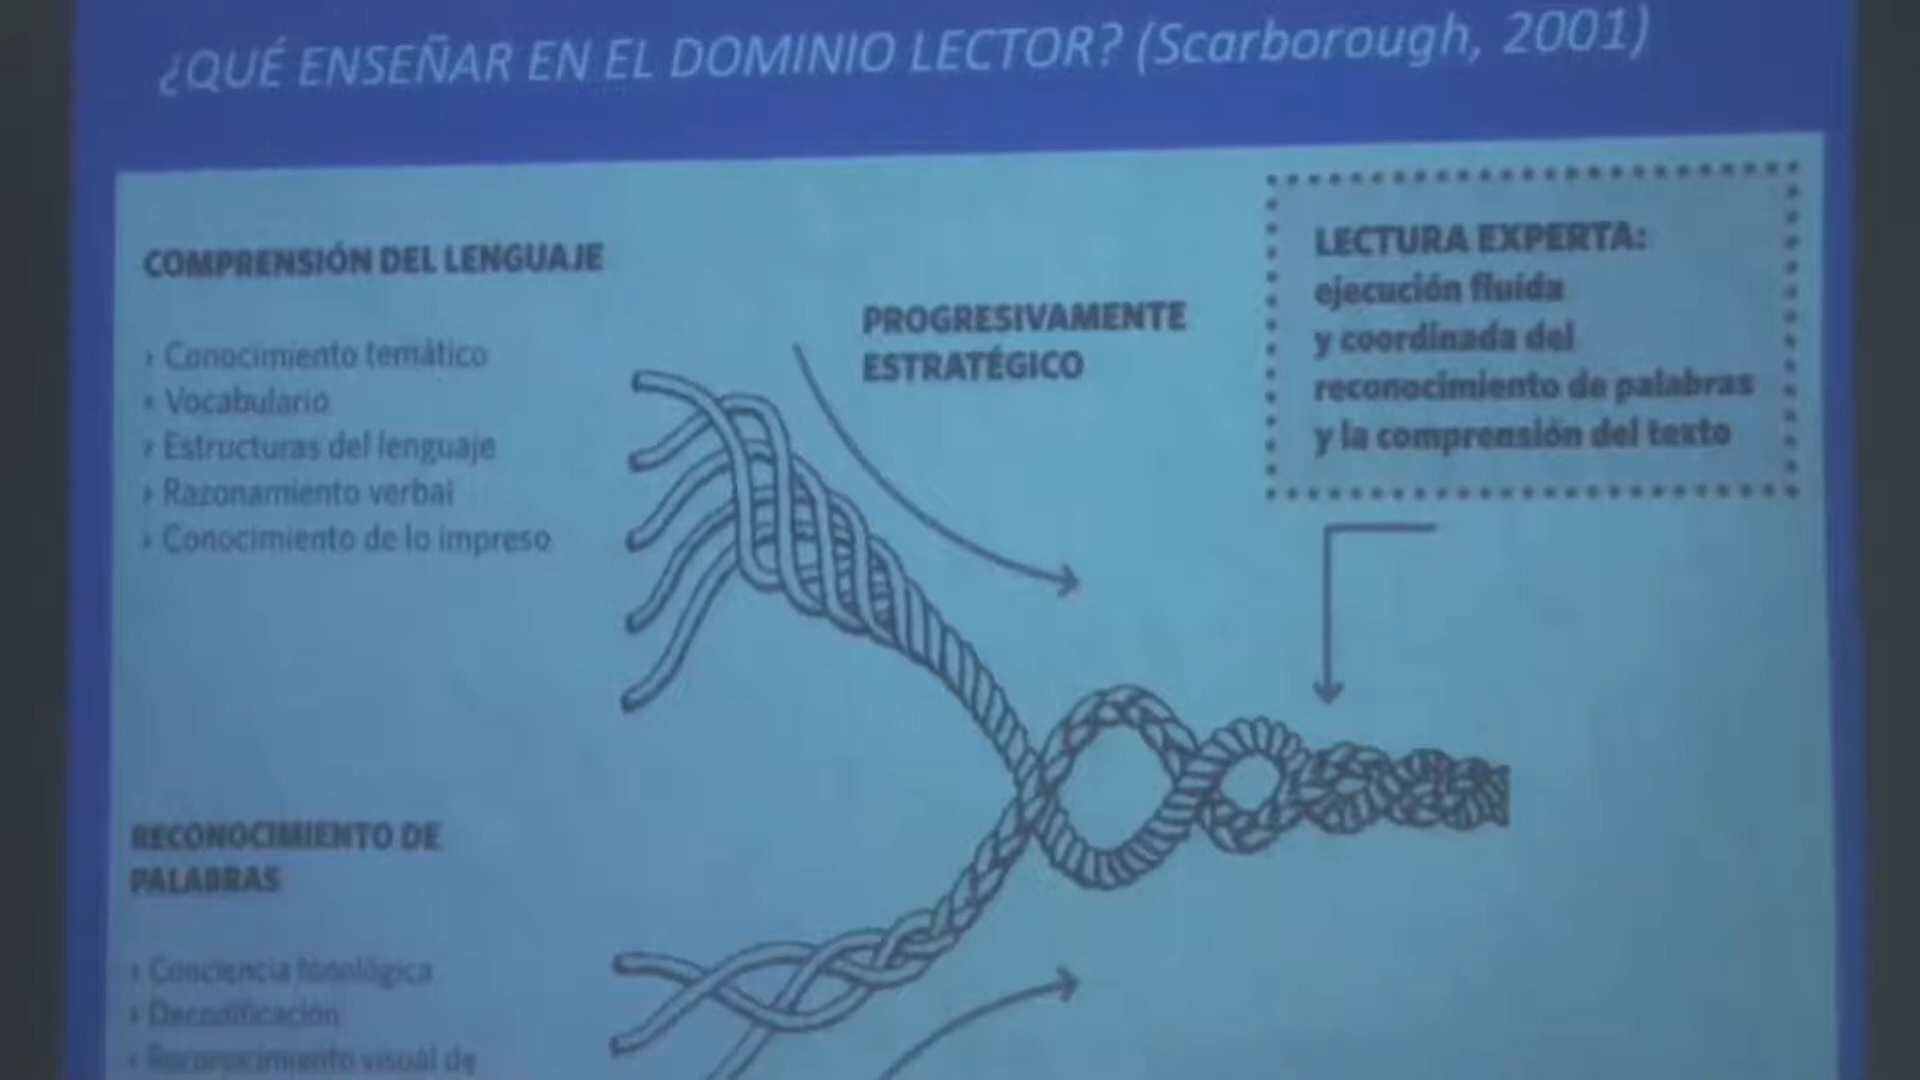 ¿QUÉ ENSEÑAR EN EL DOMINIO LECTOR? (Scarborough, 2001)
COMPRENSIÓN DEL LENGUAJE
› Conocimiento temático
› Vocabulario
› Estructuras del lenguaje
› Razonamiento verbal
› Conocimiento de lo impreso
PROGRESIVAMENTE
ESTRATÉGICO
LECTURA EXPERTA:
ejecución fluida
y coordinada del
reconocimiento de palabras
y la comprensión del texto
RECONOCIMIENTO DE
PALABRAS
› Conciencia fonológica
› Decodificación
› Reconocimiento visual de